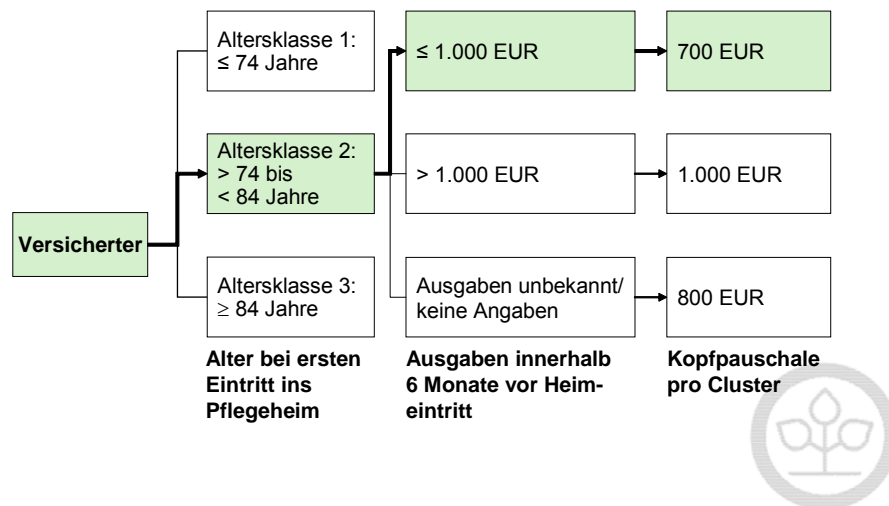 Altersklasse 1:
≤ 74 Jahre
≤ 1.000 EUR
700 EUR
Altersklasse 2:
> 74 bis
< 84 Jahre
> 1.000 EUR
1.000 EUR
Versicherter
Altersklasse 3:
≥ 84 Jahre
Ausgaben unbekannt/
keine Angaben
800 EUR
Alter bei ersten
Eintritt ins
Pflegeheim
Ausgaben innerhalb
6 Monate vor Heim-
eintritt
Kopfpauschale
pro Cluster